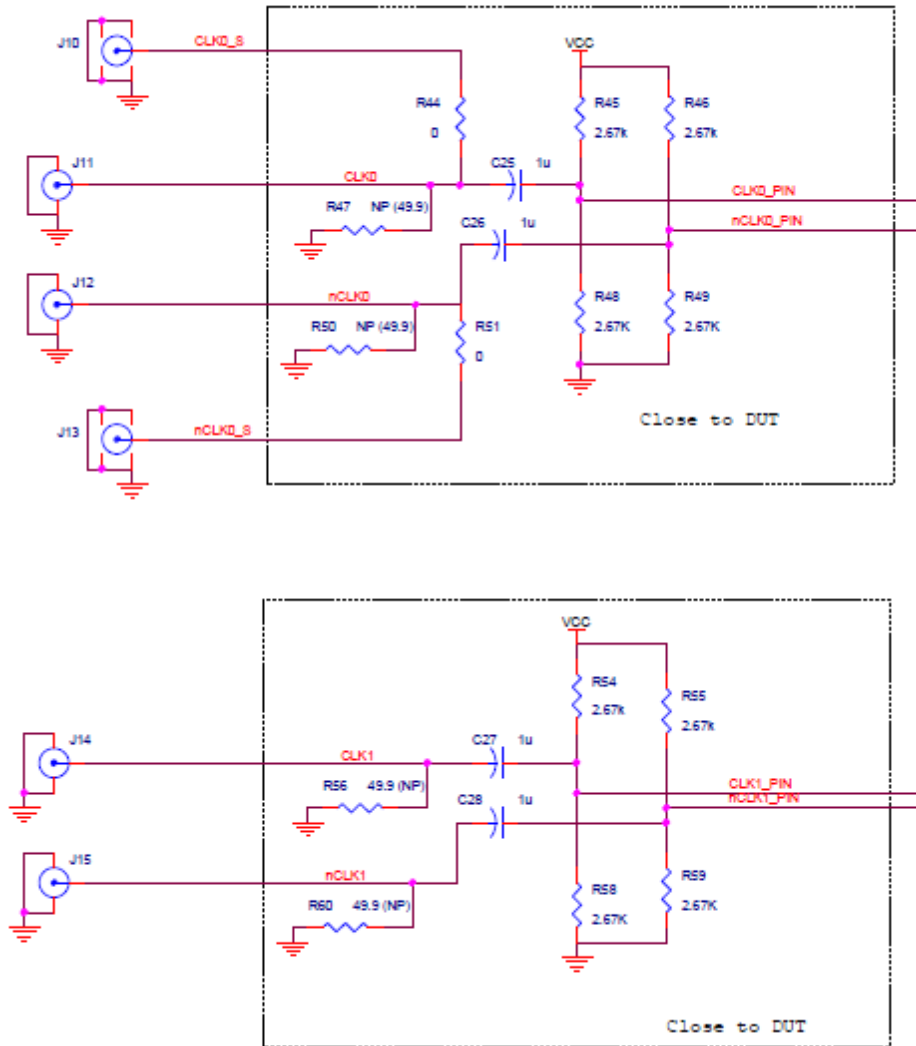 J10
CLK0_S
VCC
R44
0
R45
2.67k
R46
2.67k
J11
CLK0
C25
1u
CLK0_PIN
R47
NP (49.9)
C26
1u
nCLK0_PIN
J12
nCLK0
R48
2.67K
R49
2.67K
R50
NP (49.9)
R51
0
Close to DUT
J13
nCLK0_S
VCC
R54
2.67k
R55
2.67k
J14
CLK1
C27
1u
R56
49.9 (NP)
C28
1u
CLK1_PIN
nCLK1_PIN
J15
nCLK1
R58
2.67K
R59
2.67K
R60
49.9 (NP)
Close to DUT